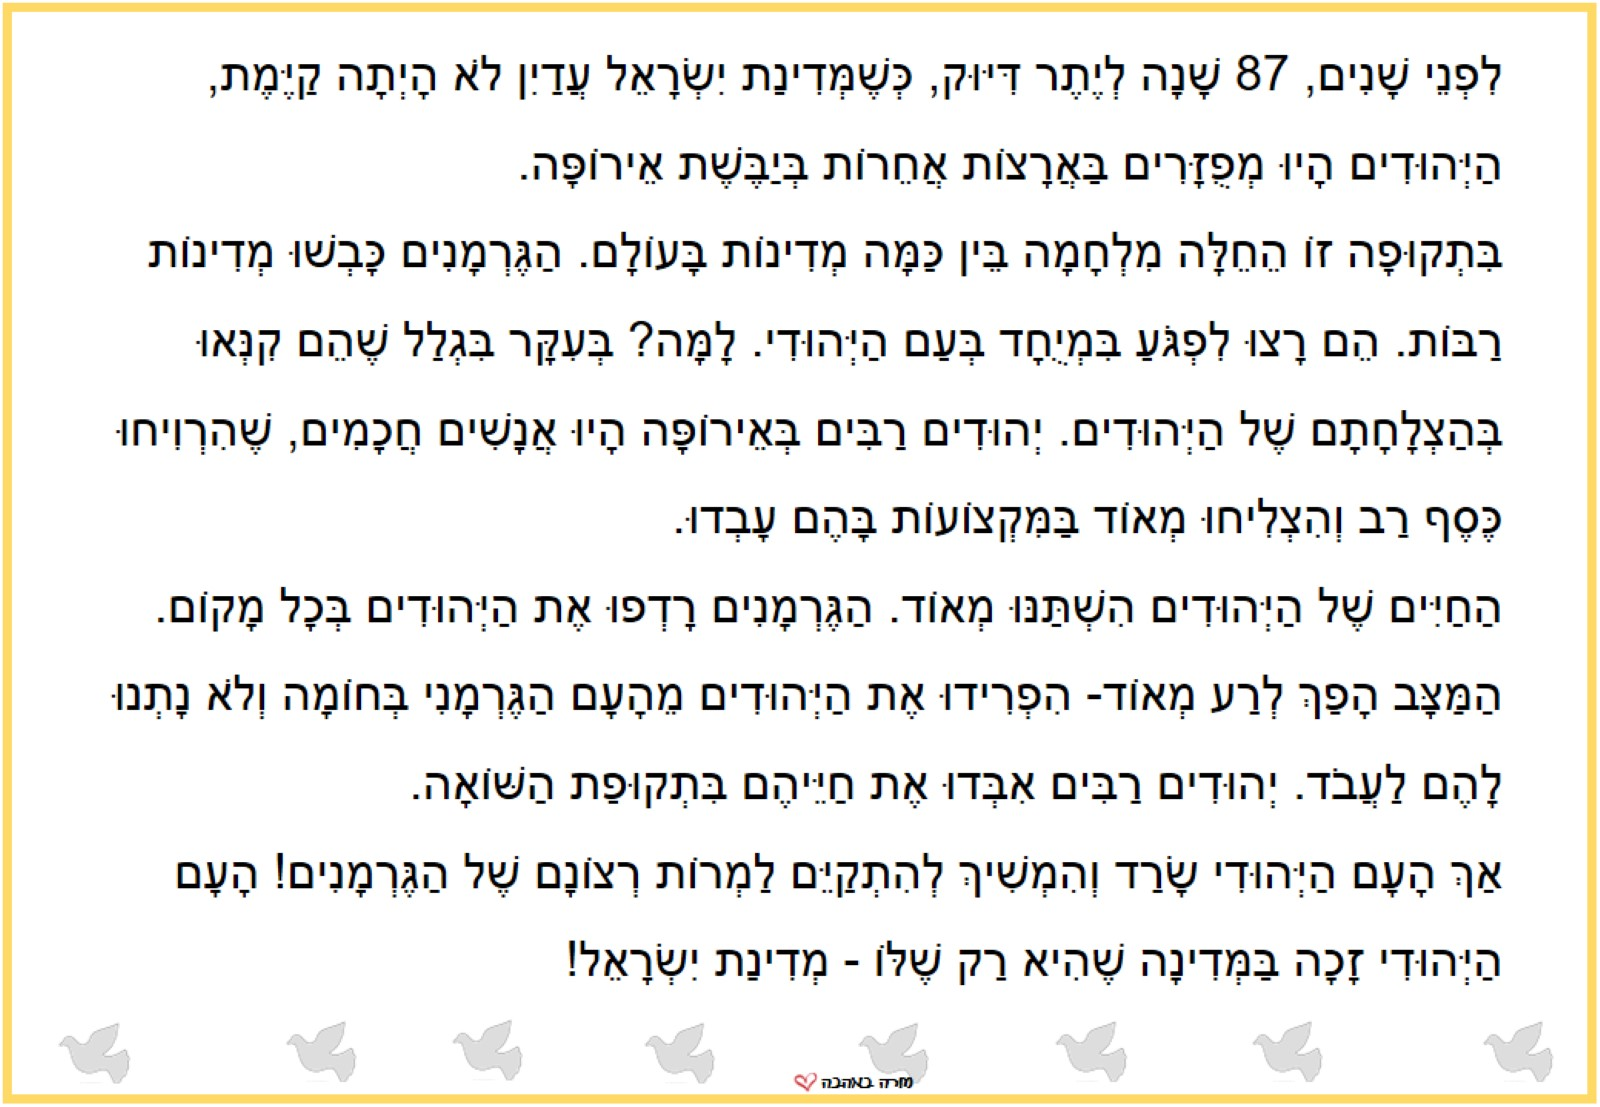 לִפְנֵי שָׁנִים, 87 שָׁנָה לְיֶתֶר דִּיּוּק, כְּשֶׁמְּדִינַת יִשְׂרָאֵל עֲדַיִן לֹא הָיְתָה קַיֶּמֶת,
הַיְּהוּדִים הָיוּ מְפֻזָּרִים בַּאֲרָצוֹת אֲחֵרוֹת בְּיַבֶּשֶׁת אֵירוֹפָּה.
בִּתְקוּפָה זוֹ הֵחֵלָּה מִלְחָמָה בֵּין כַּמָּה מְדִינוֹת בָּעוֹלָם. הַגֶּרְמָנִים כָּבְשׁוּ מְדִינוֹת
רַבּוֹת. הֵם רָצוּ לִפְגֹּעַ בִּמְיֻחָד בְּעַם הַיְּהוּדִי. לָמָּה? בְּעִקָּר בִּגְלַל שֶׁהֵם קִנְּאוּ
בְּהַצְלָחָתָם שֶׁל הַיְּהוּדִים. יְהוּדִים רַבִּים בְּאֵירוֹפָּה הָיוּ אֲנָשִׁים חֲכָמִים, שֶׁהִרְוִיחוּ
כֶּסֶף רַב וְהִצְלִיחוּ מְאוֹד בַּמִּקְצוֹעוֹת בָּהֶם עָבְדוּ.
הַחַיִּים שֶׁל הַיְּהוּדִים הִשְׁתַּנּוּ מְאוֹד. הַגֶּרְמָנִים רָדְפוּ אֶת הַיְּהוּדִים בְּכָל מָקוֹם.
הַמַּצָּב הָפַךְ לְרַע מְאוֹד- הִפְרִידוּ אֶת הַיְּהוּדִים מֵהָעָם הַגֶּרְמָנִי בְּחוֹמָה וְלֹא נָתְנוּ
לָהֶם לַעֲבֹד. יְהוּדִים רַבִּים אִבְּדוּ אֶת חַיֵּיהֶם בִּתְקוּפַת הַשּׁוֹאָה.
אַךְ הָעָם הַיְּהוּדִי שָׂרַד וְהִמְשִׁיךְ לְהִתְקַיֵּם לַמְרוֹת רְצוֹנָם שֶׁל הַגֶּרְמָנִים! הָעָם
הַיְּהוּדִי זָכָה בַּמְּדִינָה שֶׁהִיא רַק שֶׁלּוֹ - מְדִינַת יִשְׂרָאֵל!
מורה באהבה